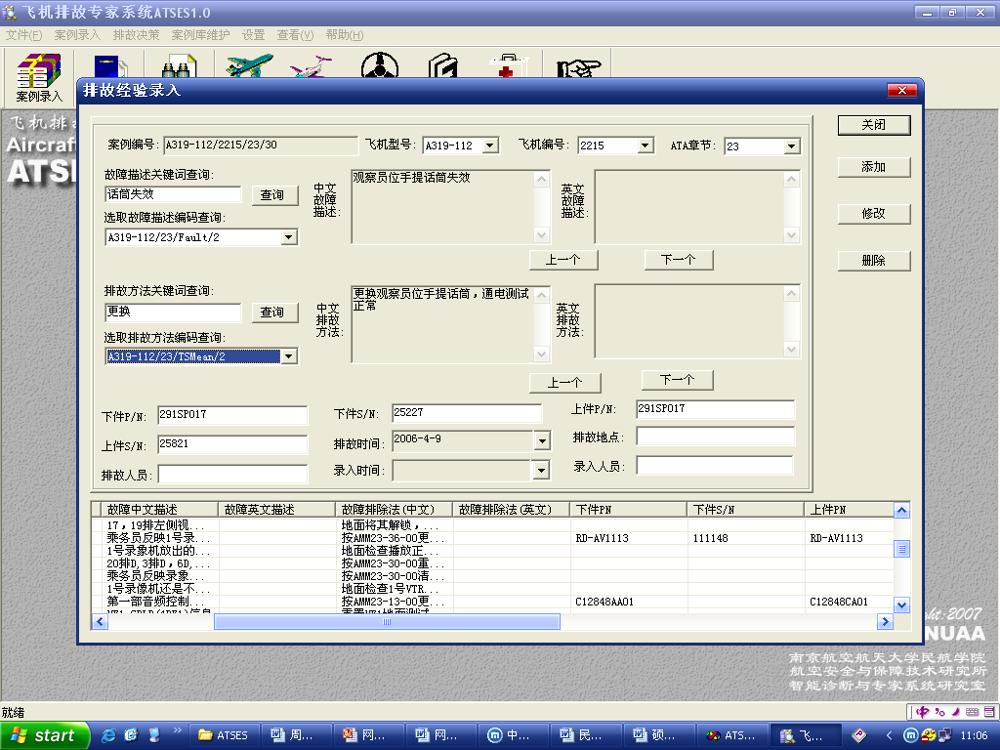 飞机排故专家系统ATSES1.0
文件(F) 案例录入 排故决策 案例库维护 设置 查看(V) 帮助(H)
案例录入
排故经验录入
飞机排
Aircraf
ATS
案例编号: A319-112/2215/23/30 飞机型号: A319-112 飞机编号: 2215 ATA章节: 23
关闭
添加
修改
删除
故障描述关键词查询:
话筒失效 查询
选取故障描述编码查询:
A319-112/23/Fault/2
中文故障描述:
观察员位手提话筒失效
英文故障描述:
上一个 下一个
排故方法关键词查询:
更换 查询
选取排故方法编码查询:
A319-112/23/TSMean/2
中文排故方法:
更换观察员位手提话筒，通电测试
正常
英文排故方法:
上一个 下一个
下件P/N: 291SP017 下件S/N: 25227 上件P/N: 291SP017
上件S/N: 25821 排故时间: 2006-4-9 排故地点:
排故人员: 录入时间: 录入人员:
故障中文描述 故障英文描述 故障排除法(中文) 故障排除法(英文) 下件PN 下件S/N 上件PN
17，19排左侧视... 地面将其解锁，...
乘务员反映1号录... 按AMM23-36-00更... RD-AV1113 111148 RD-AV1113
1号录象机放出的... 地面检查播放正...
20排D,3排D，6D,... 按AMM23-30-00重...
乘务员反映录象... 按AMM23-30-00清...
1号录像机还是不... 地面检查1号VTR...
第一部音频控制... 按AMM23-13-00更... C12848AA01 C12848CA01
ght:2007
NUAA
南京航空航天大学民航学院
航空安全与保障技术研究所
智能诊断与专家系统研究室
就绪
中
start ATSES 周... 网... 网... 中... 民... 硕... ATS... 飞... 11:06